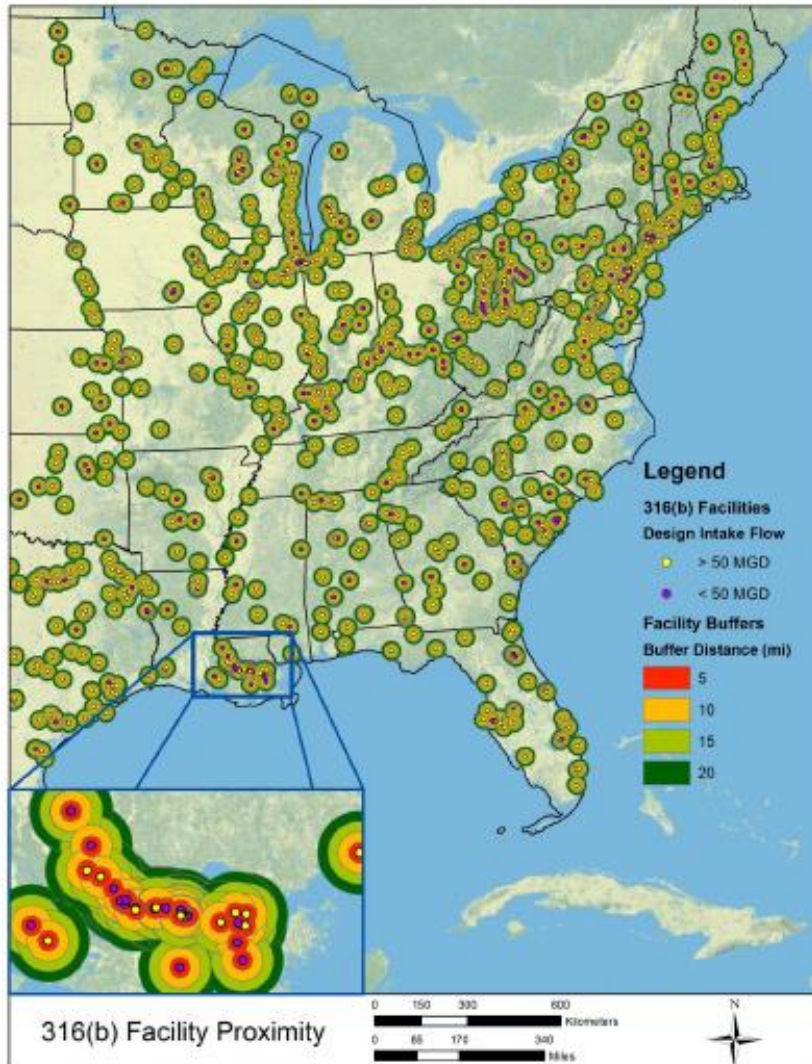 Legend
316(b) Facilities
Design Intake Flow
> 50 MGD
< 50 MGD
Facility Buffers
Buffer Distance (mi)
5
10
15
20
316(b) Facility Proximity
0 150 300 600
Kilometers
0 85 170 340
Miles
N